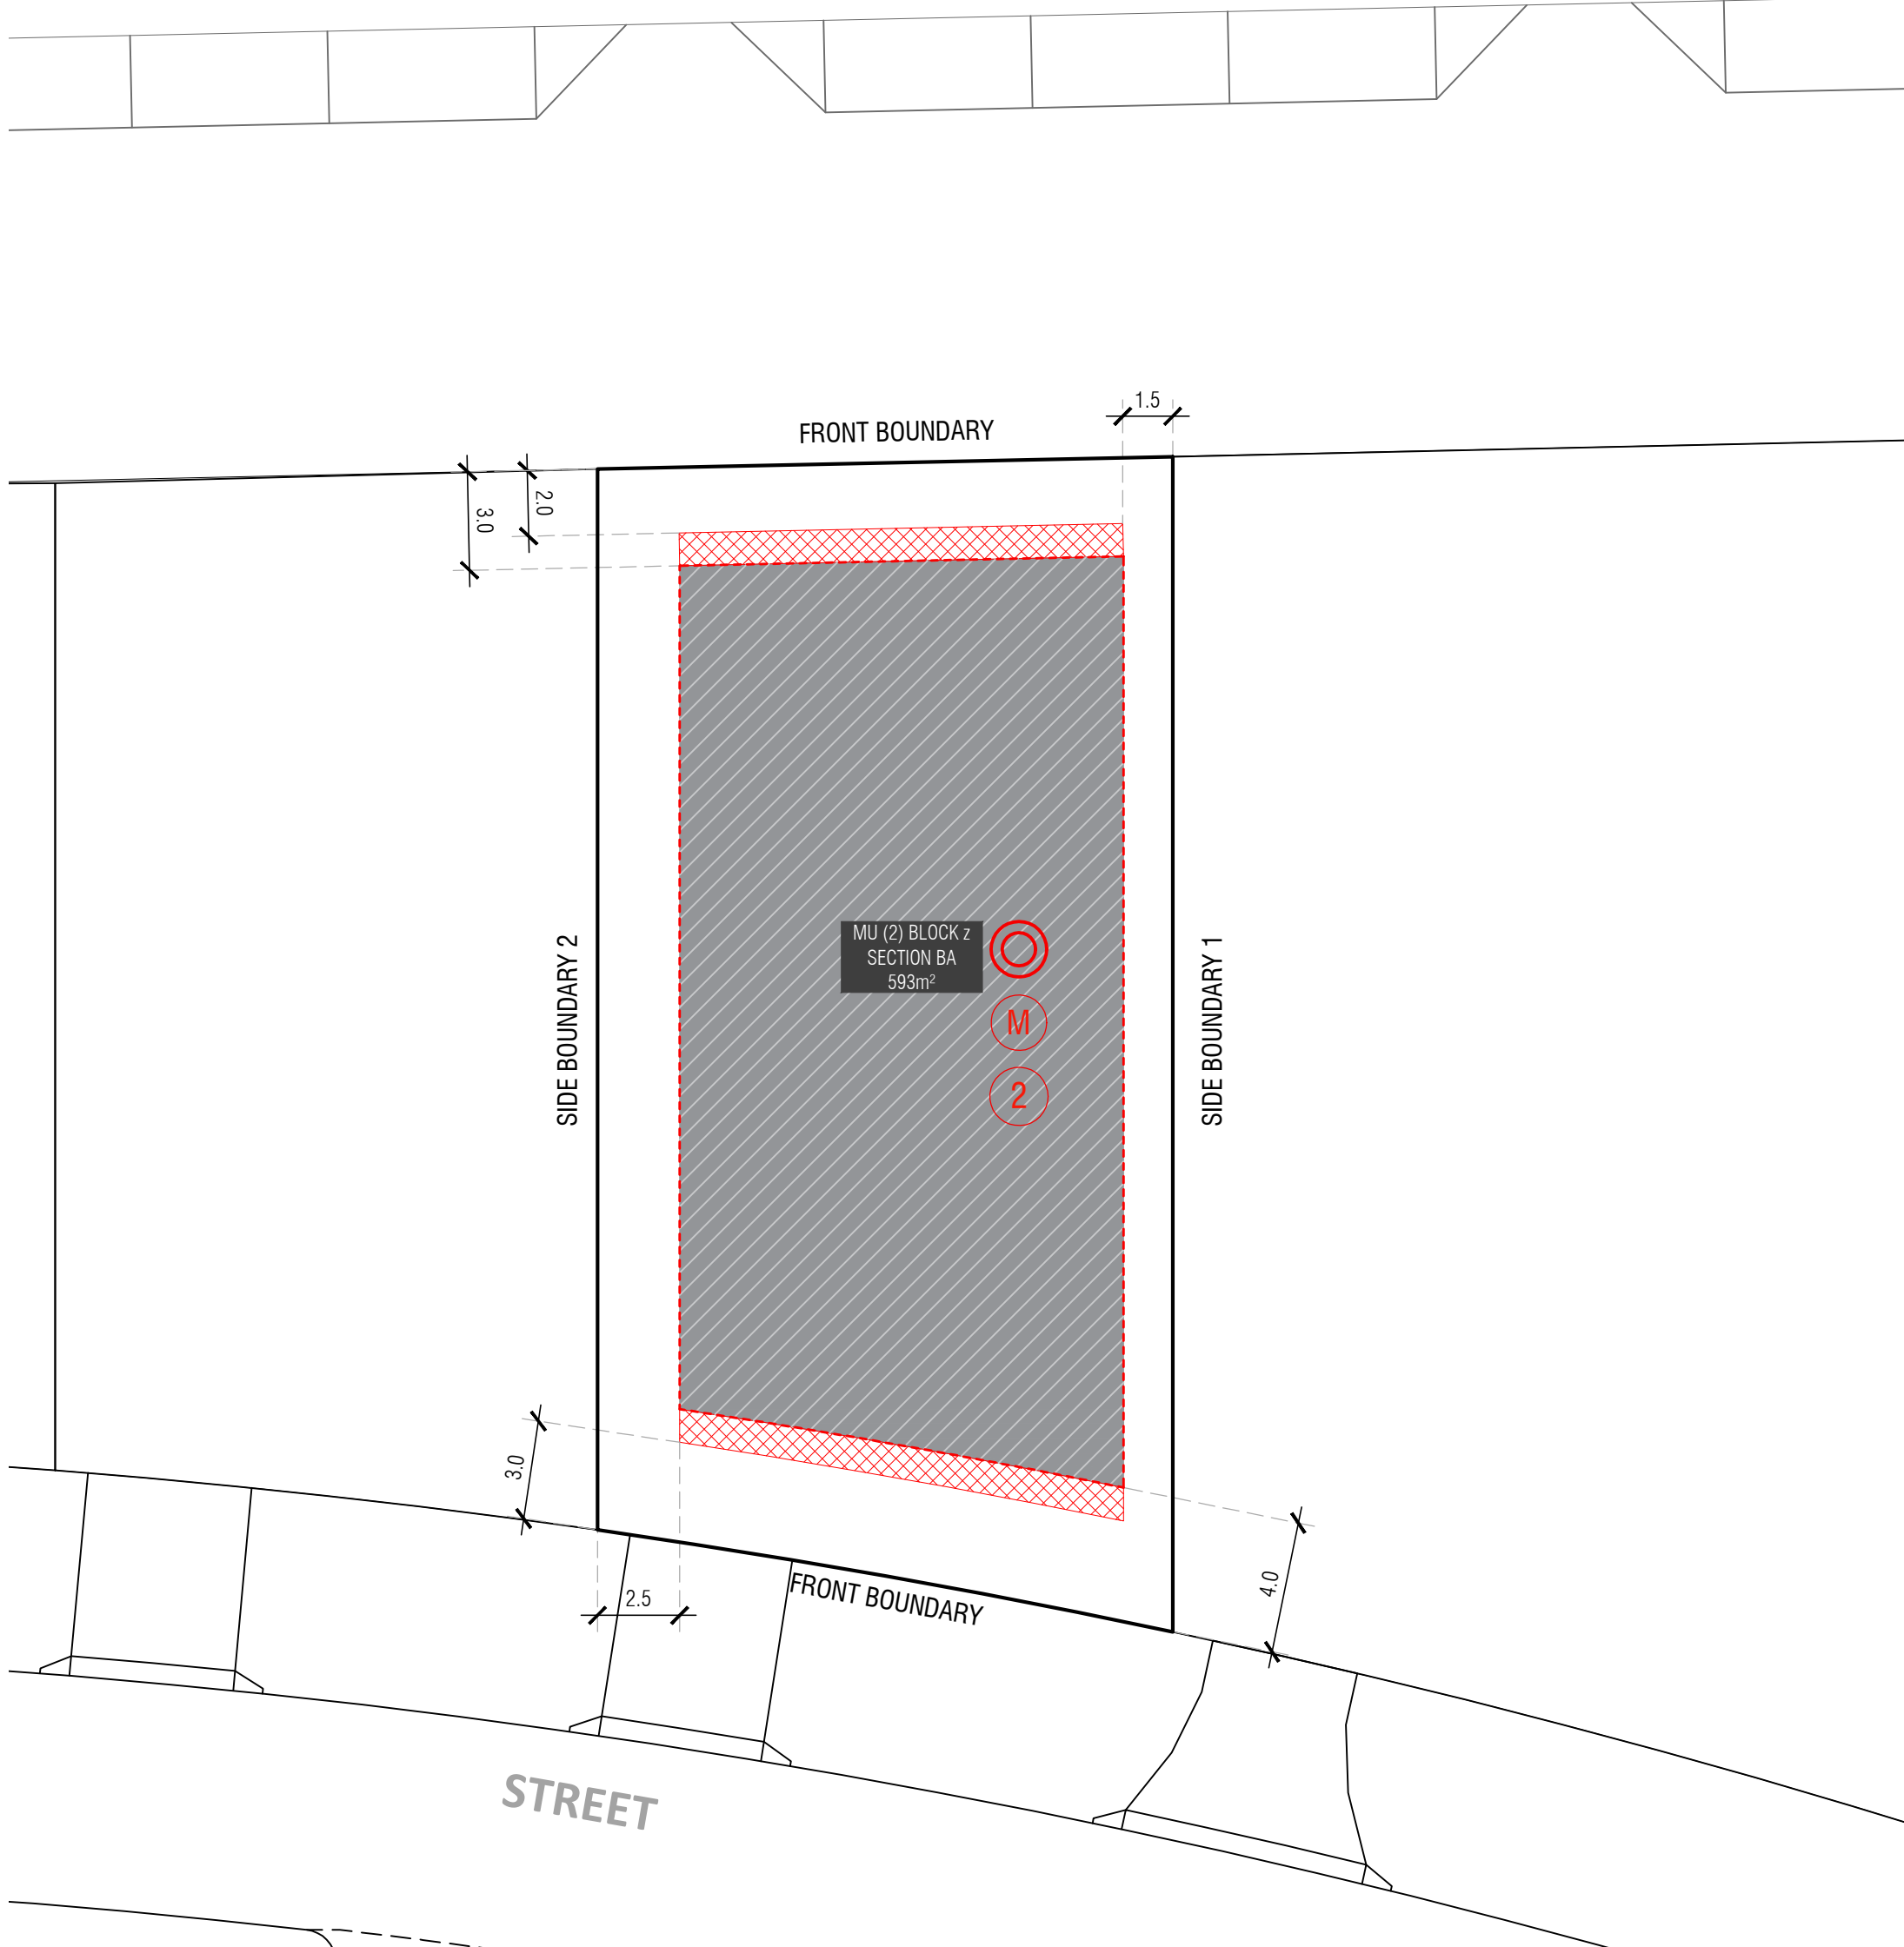 1.5
FRONT BOUNDARY
2.0
3.0
MU (2) BLOCK z
SECTION BA
593m²
M
2
SIDE BOUNDARY 2
SIDE BOUNDARY 1
3.0
4.0
2.5
FRONT BOUNDARY
STREET